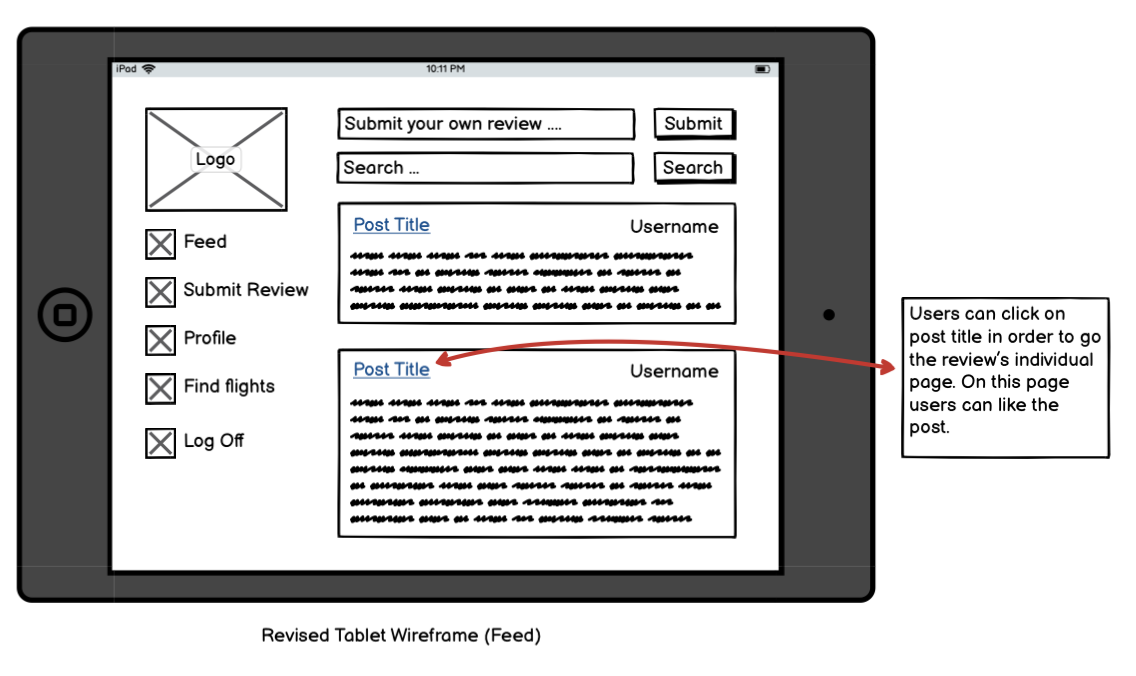 iPad 10:11 PM
Logo
Feed
Submit Review
Profile
Find flights
Log Off
Submit your own review .... Submit
Search ... Search
Post Title Username
Post Title Username
Users can click on
post title in order to go
the review's individual
page. On this page
users can like the
post.
Revised Tablet Wireframe (Feed)